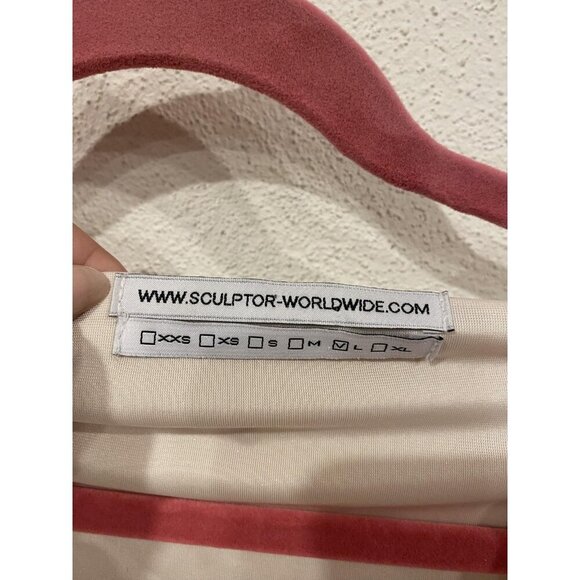 WWW.SCULPTOR-WORLDWIDE.COM
☐XXS ☐XS ☐S ☐M ☑L ☐XL